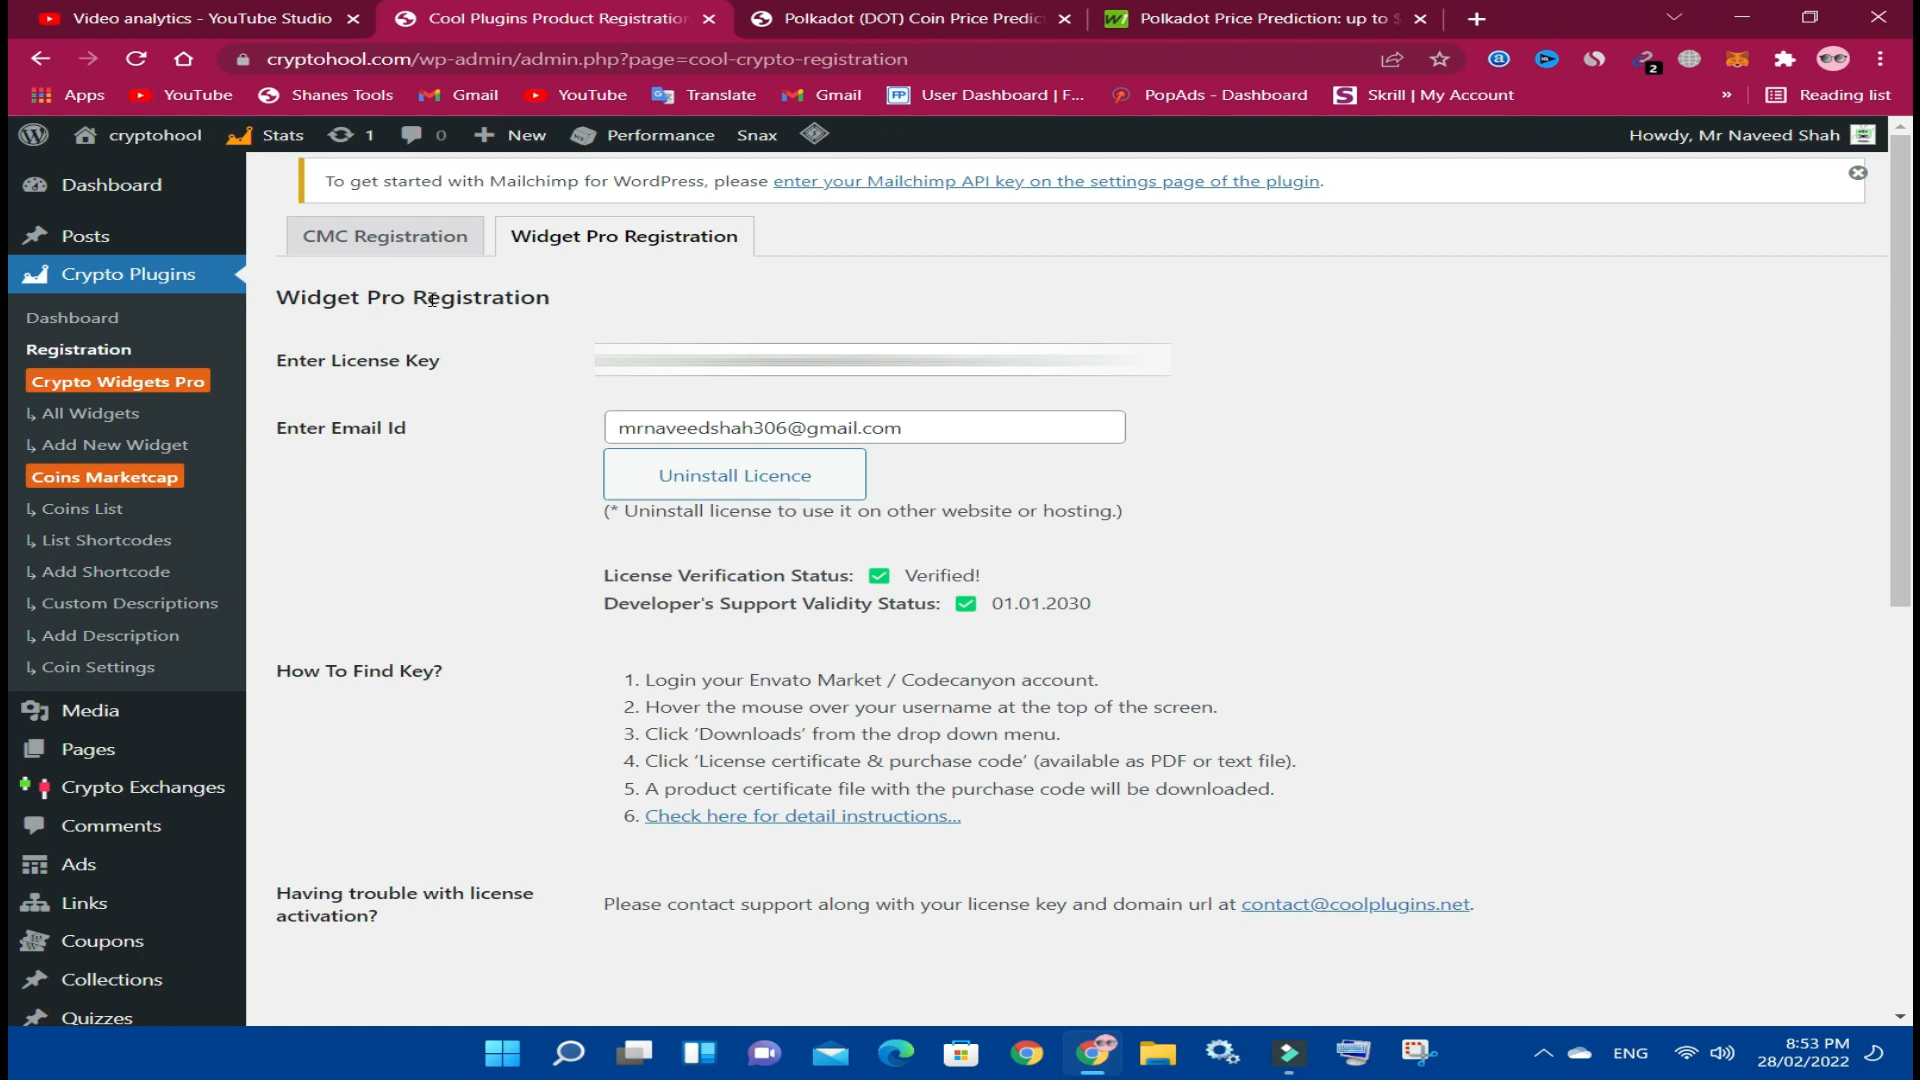 Video analytics - YouTube Studio
Cool Plugins Product Registration
Polkadot (DOT) Coin Price Predic
Polkadot Price Prediction: up to $
cryptohool.com/wp-admin/admin.php?page=cool-crypto-registration
2
Apps
YouTube
Shanes Tools
Gmail
YouTube
Translate
Gmail
User Dashboard | F...
PopAds - Dashboard
Skrill | My Account
»
Reading list
cryptohool
Stats
1
0
New
Performance
Snax
Howdy, Mr Naveed Shah
Dashboard
Posts
Crypto Plugins
Dashboard
Registration
Crypto Widgets Pro
↳ All Widgets
↳ Add New Widget
Coins Marketcap
↳ Coins List
↳ List Shortcodes
↳ Add Shortcode
↳ Custom Descriptions
↳ Add Description
↳ Coin Settings
Media
Pages
Crypto Exchanges
Comments
Ads
Links
Coupons
Collections
Quizzes
To get started with Mailchimp for WordPress, please enter your Mailchimp API key on the settings page of the plugin.
CMC Registration
Widget Pro Registration
Widget Pro Registration
Enter License Key
Enter Email Id
mrnaveedshah306@gmail.com
Uninstall Licence
(* Uninstall license to use it on other website or hosting.)
License Verification Status: Verified!
Developer's Support Validity Status: 01.01.2030
How To Find Key?
1. Login your Envato Market / Codecanyon account.
2. Hover the mouse over your username at the top of the screen.
3. Click ‘Downloads’ from the drop down menu.
4. Click ‘License certificate & purchase code’ (available as PDF or text file).
5. A product certificate file with the purchase code will be downloaded.
6. Check here for detail instructions...
Having trouble with license
activation?
Please contact support along with your license key and domain url at contact@coolplugins.net.
ENG
8:53 PM
28/02/2022